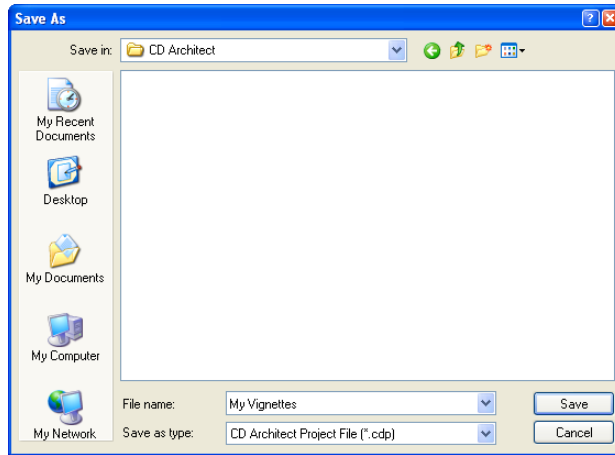 Save As
Save in:
CD Architect
My Recent
Documents
Desktop
My Documents
My Computer
My Network
File name:
My Vignettes
Save
Save as type:
CD Architect Project File (*.cdp)
Cancel